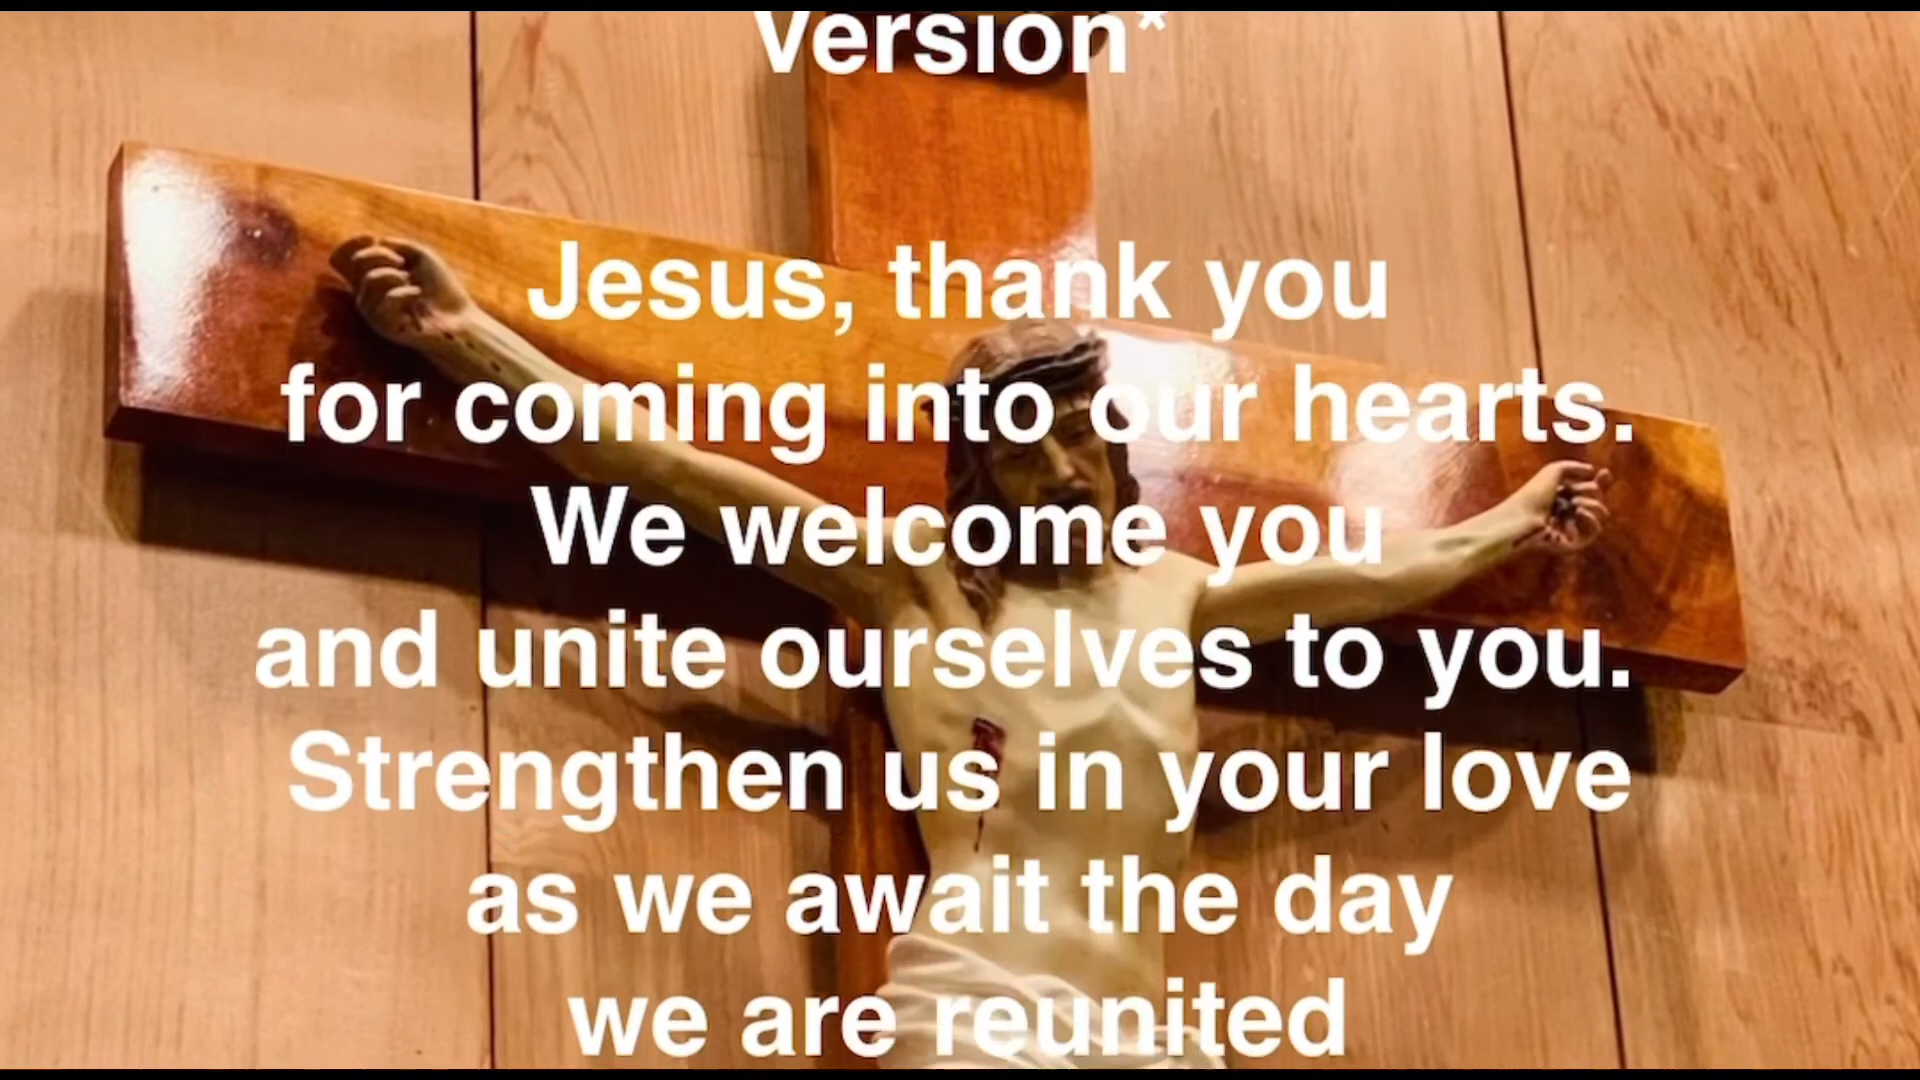 Version*
Jesus, thank you
for coming into our hearts.
We welcome you
and unite ourselves to you.
Strengthen us in your love
as we await the day
we are reunited